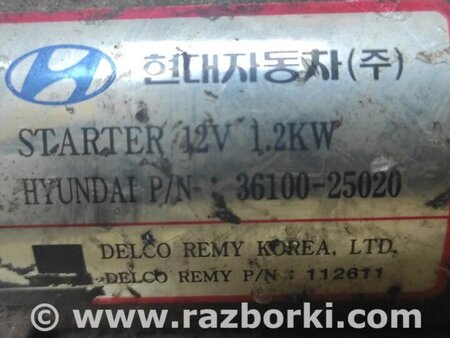 현대자동차(주)
STARTER 12V 1.2KW
HYUNDAI P/N : 36100-25020
DELCO REMY KOREA, LTD.
DELCO REMY P/N : 112611
© www.razborki.com